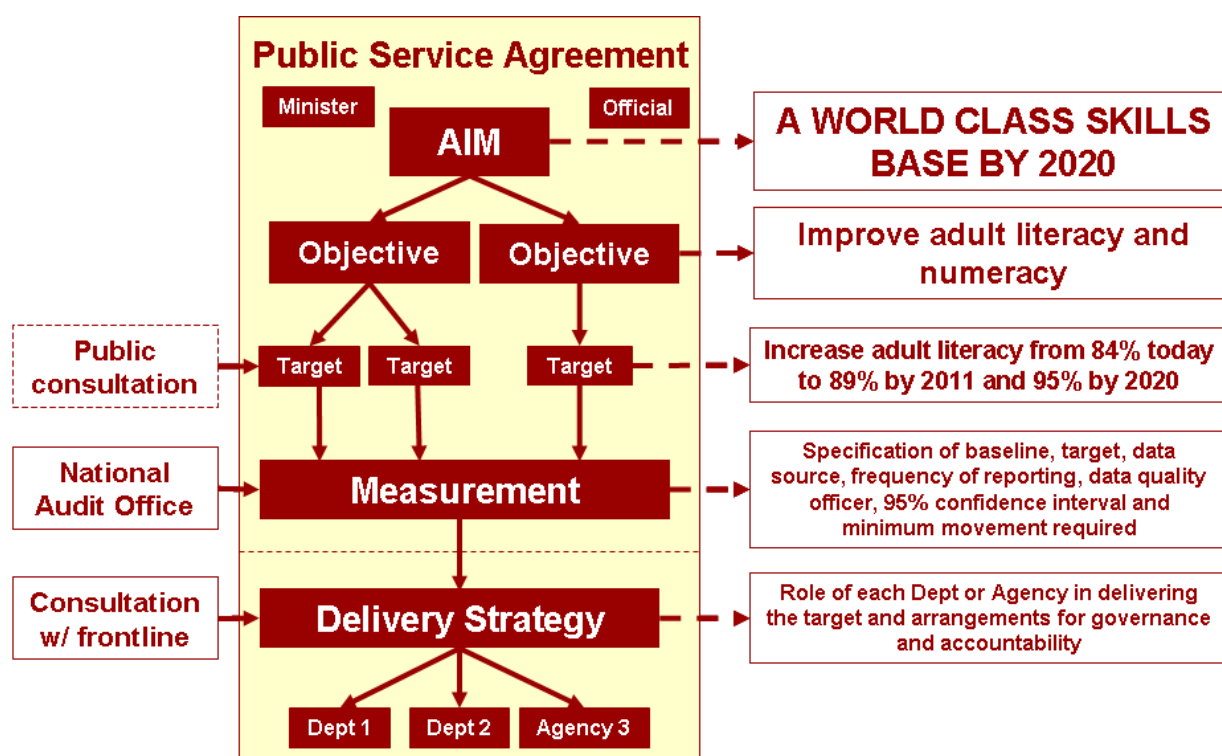 Public Service Agreement
Minister
Official
AIM
A WORLD CLASS SKILLS
BASE BY 2020
Objective
Objective
Improve adult literacy and
numeracy
Public
consultation
Target
Target
Target
Increase adult literacy from 84% today
to 89% by 2011 and 95% by 2020
National
Audit Office
Measurement
Specification of baseline, target, data
source, frequency of reporting, data quality
officer, 95% confidence interval and
minimum movement required
Consultation
w/ frontline
Delivery Strategy
Role of each Dept or Agency in delivering
the target and arrangements for governance
and accountability
Dept 1
Dept 2
Agency 3